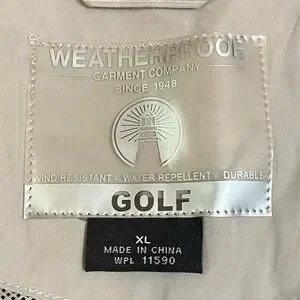 WEATHERPROOF
GARMENT COMPANY
SINCE 1948
WIND RESISTANT - WATER REPELLENT - DURABLE
GOLF
XL
MADE IN CHINA
WPL 11590